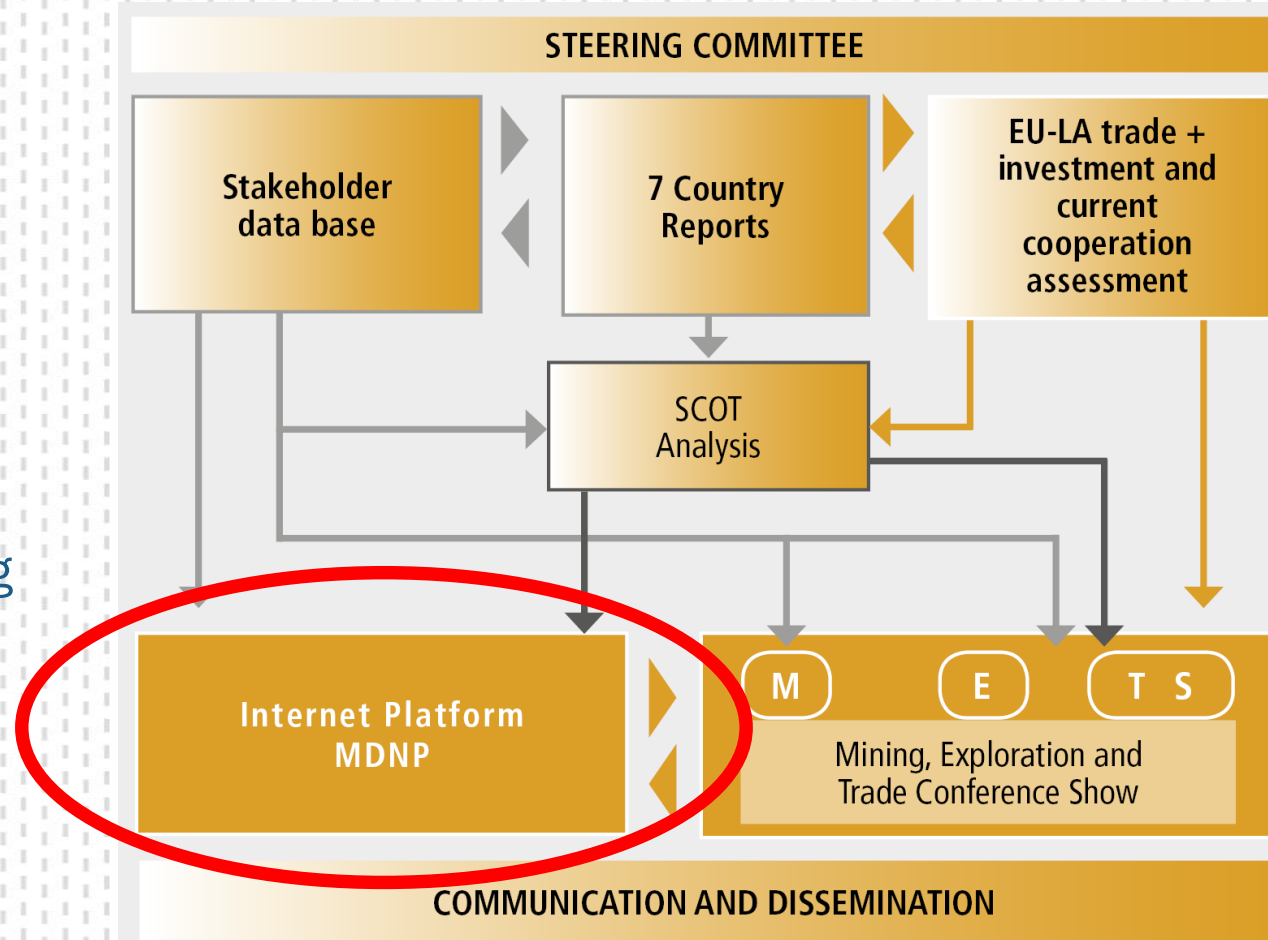 STEERING COMMITTEE
Stakeholder
data base
7 Country
Reports
EU-LA trade +
investment and
current
cooperation
assessment
SCOT
Analysis
g
Internet Platform
MDNP
M
E
T S
Mining, Exploration and
Trade Conference Show
COMMUNICATION AND DISSEMINATION